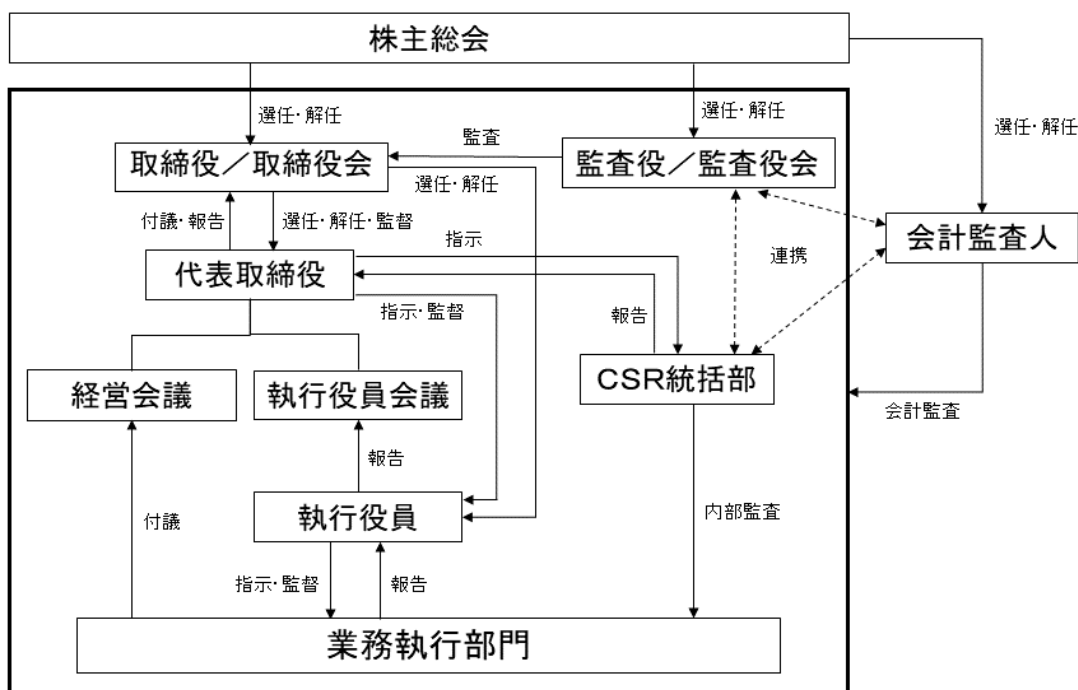 株主総会
選任・解任
選任・解任
選任・解任
監査
取締役／取締役会
監査役／監査役会
選任・解任
付議・報告
選任・解任・監督
指示
連携
会計監査人
代表取締役
指示・監督
報告
経営会議
執行役員会議
CSR統括部
会計監査
報告
付議
執行役員
内部監査
指示・監督
報告
業務執行部門